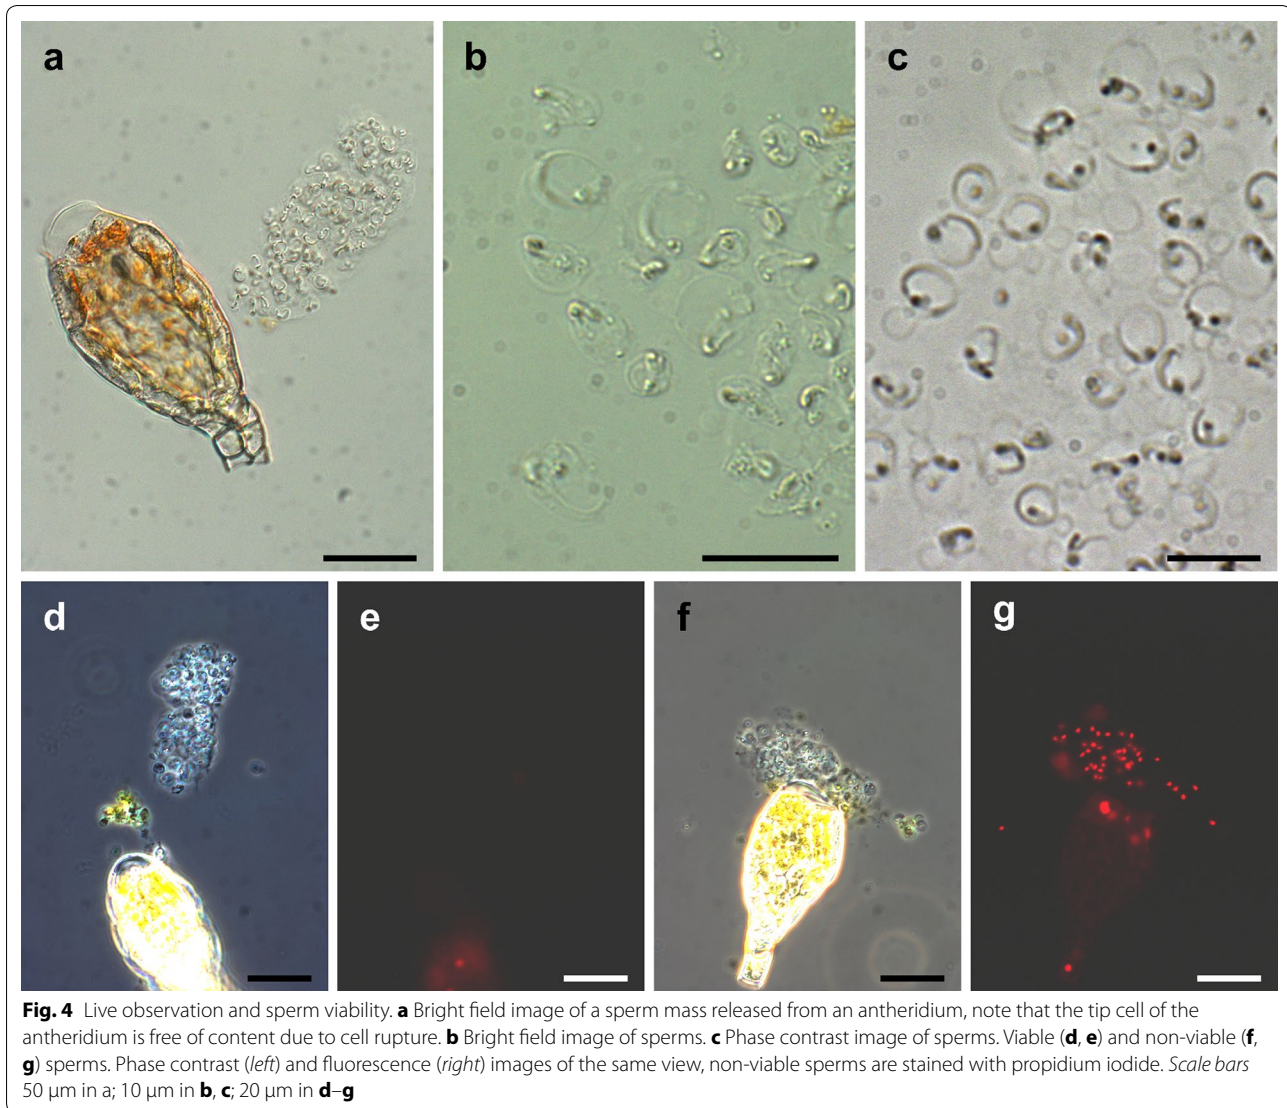 a
b
c
d
e
f
g
Fig. 4 Live observation and sperm viability. a Bright field image of a sperm mass released from an antheridium, note that the tip cell of the
antheridium is free of content due to cell rupture. b Bright field image of sperms. c Phase contrast image of sperms. Viable (d, e) and non-viable (f,
g) sperms. Phase contrast (left) and fluorescence (right) images of the same view, non-viable sperms are stained with propidium iodide. Scale bars
50 µm in a; 10 µm in b, c; 20 µm in d–g